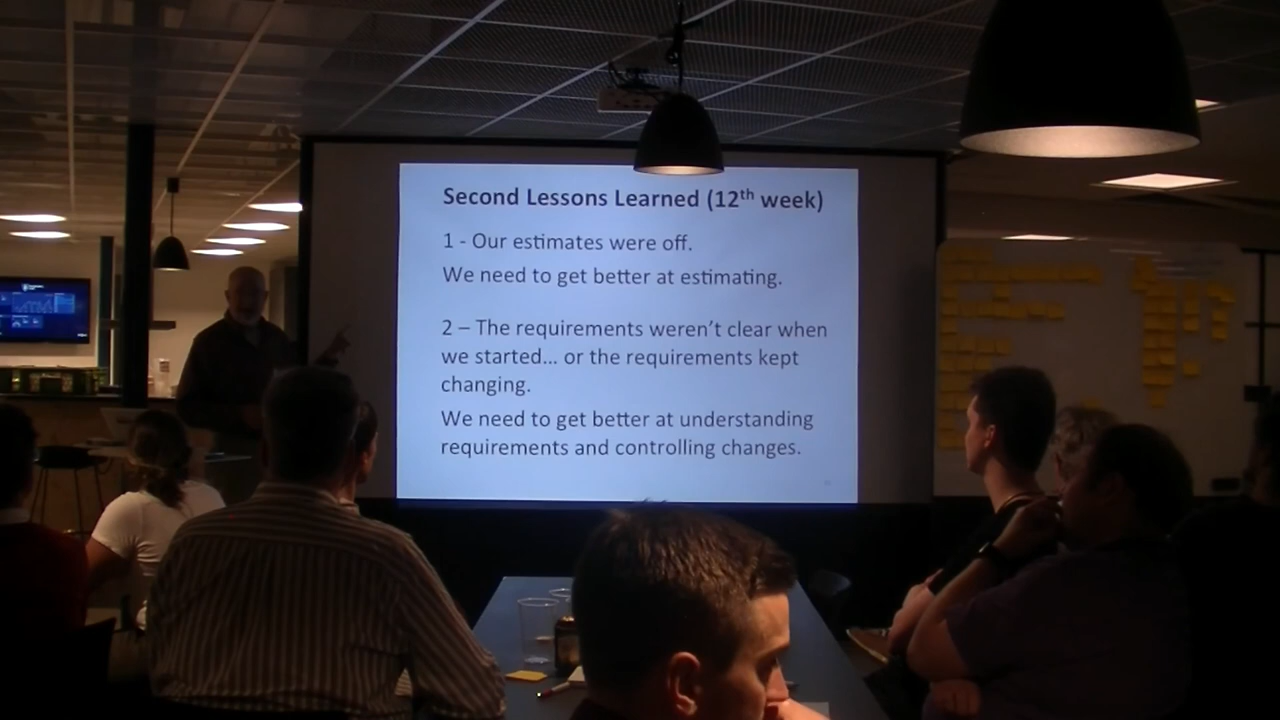 Second Lessons Learned (12th week)
1 - Our estimates were off.
We need to get better at estimating.
2 – The requirements weren't clear when
we started... or the requirements kept
changing.
We need to get better at understanding
requirements and controlling changes.